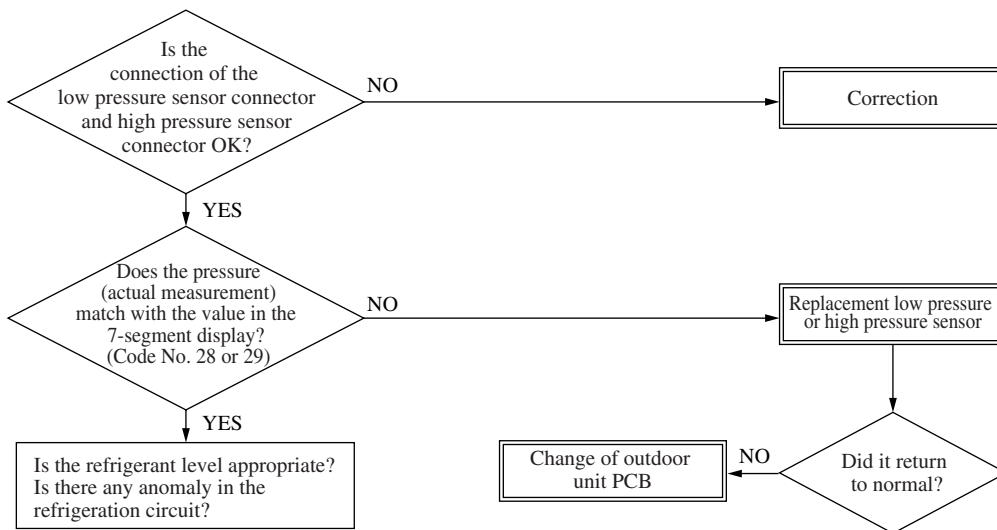 Is the
connection of the
low pressure sensor connector
and high pressure sensor
connector OK?
NO
Correction
YES
Does the pressure
(actual measurement)
match with the value in the
7-segment display?
(Code No. 28 or 29)
NO
Replacement low pressure
or high pressure sensor
YES
Is the refrigerant level appropriate?
Is there any anomaly in the
refrigeration circuit?
Did it return
to normal?
NO
Change of outdoor
unit PCB